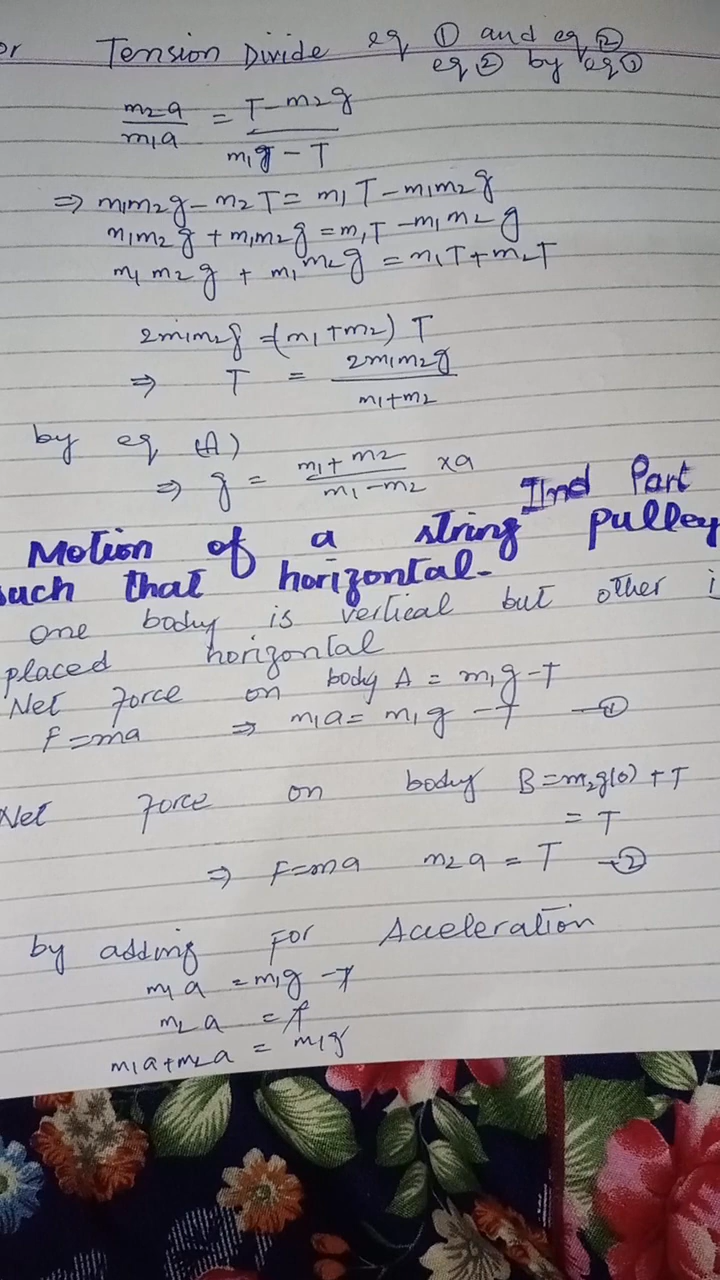 or Tension Divide eq ① and eq ②
eq ② by eq ①
m2a / m1a = T - m2g / m1g - T
⇒ m1m2g - m2T = m1T - m1m2g
m1m2g + m1m2g = m1T - m1m2g
m1m2g + m1m2g = m1T + m2T
2m1m2g = (m1+m2) T
⇒ T = 2m1m2g / m1+m2
by eq (A)
⇒ g = m1+m2 / m1-m2 xa
IInd Part
Motion of a string pulley
such that horizontal.
one body is vertical but other i
placed horizontal
Net force on body A = m1g-T
F=ma ⇒ m1a= m1g -T —①
Net force on body B=m2g(0) +T
= T
⇒ F=ma m2a = T —②
by adding For Acceleration
m1a = m1g -T
m2a = T
m1a+m2a = m1g